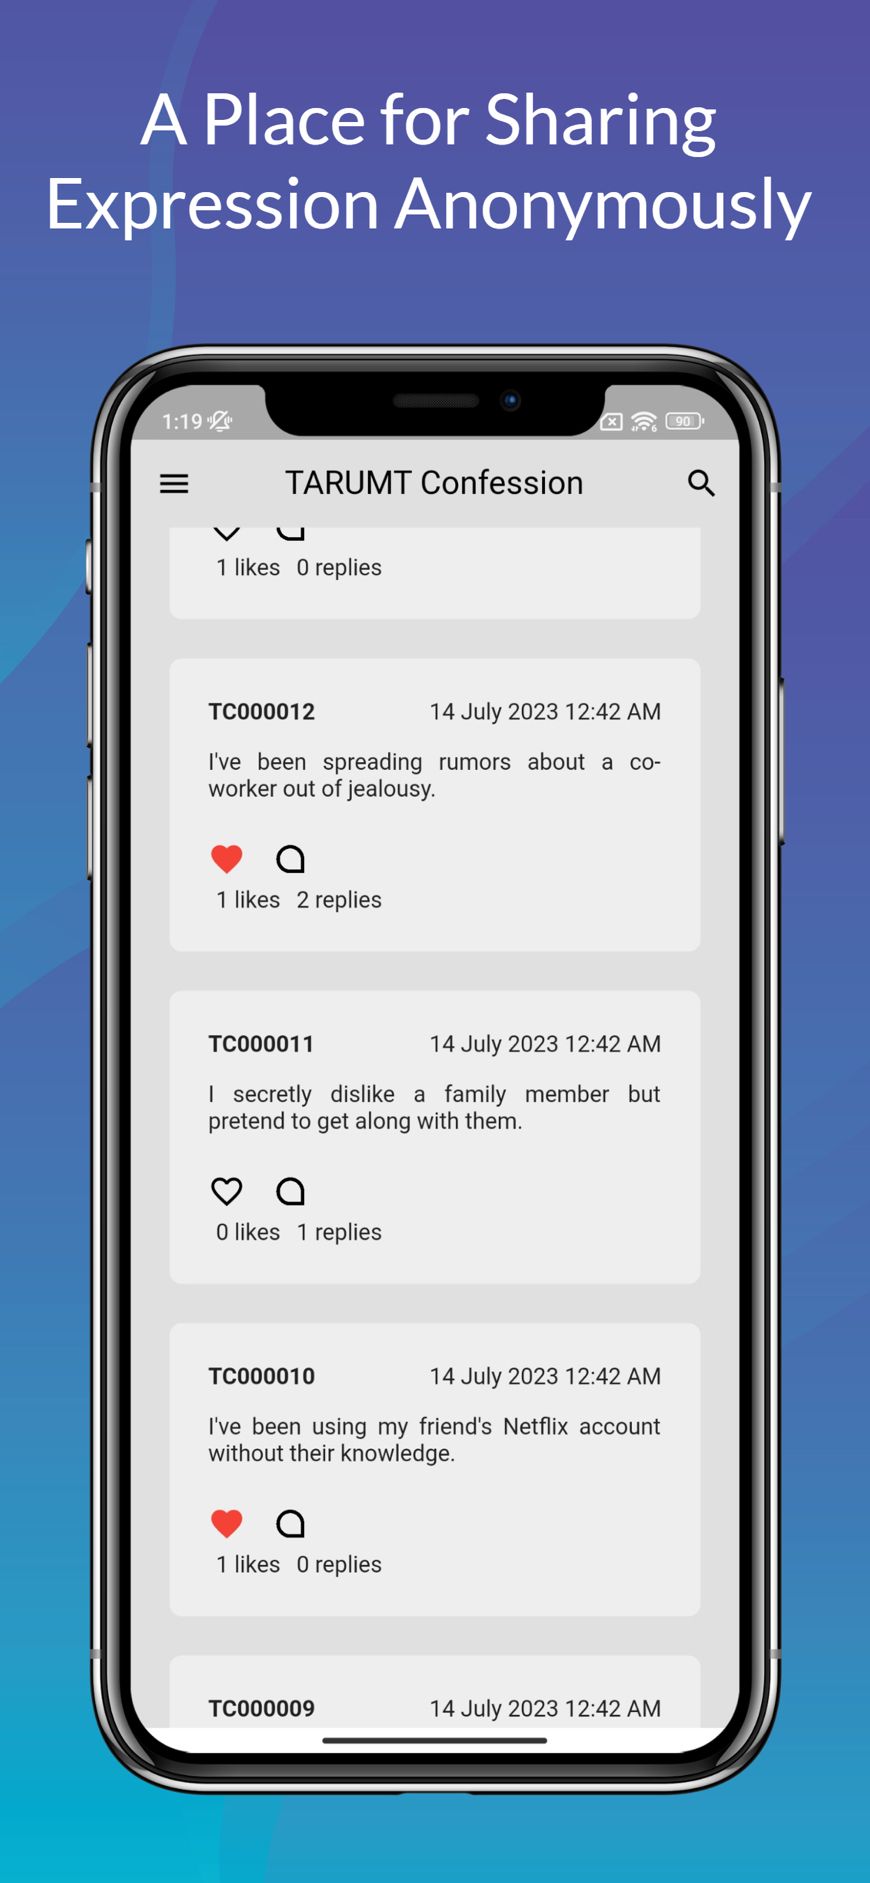 A Place for Sharing
Expression Anonymously
1:19
90
TARUMT Confession
1 likes 0 replies
TC000012 14 July 2023 12:42 AM
I've been spreading rumors about a co-
worker out of jealousy.
1 likes 2 replies
TC000011 14 July 2023 12:42 AM
I secretly dislike a family member but
pretend to get along with them.
0 likes 1 replies
TC000010 14 July 2023 12:42 AM
I've been using my friend's Netflix account
without their knowledge.
1 likes 0 replies
TC000009 14 July 2023 12:42 AM